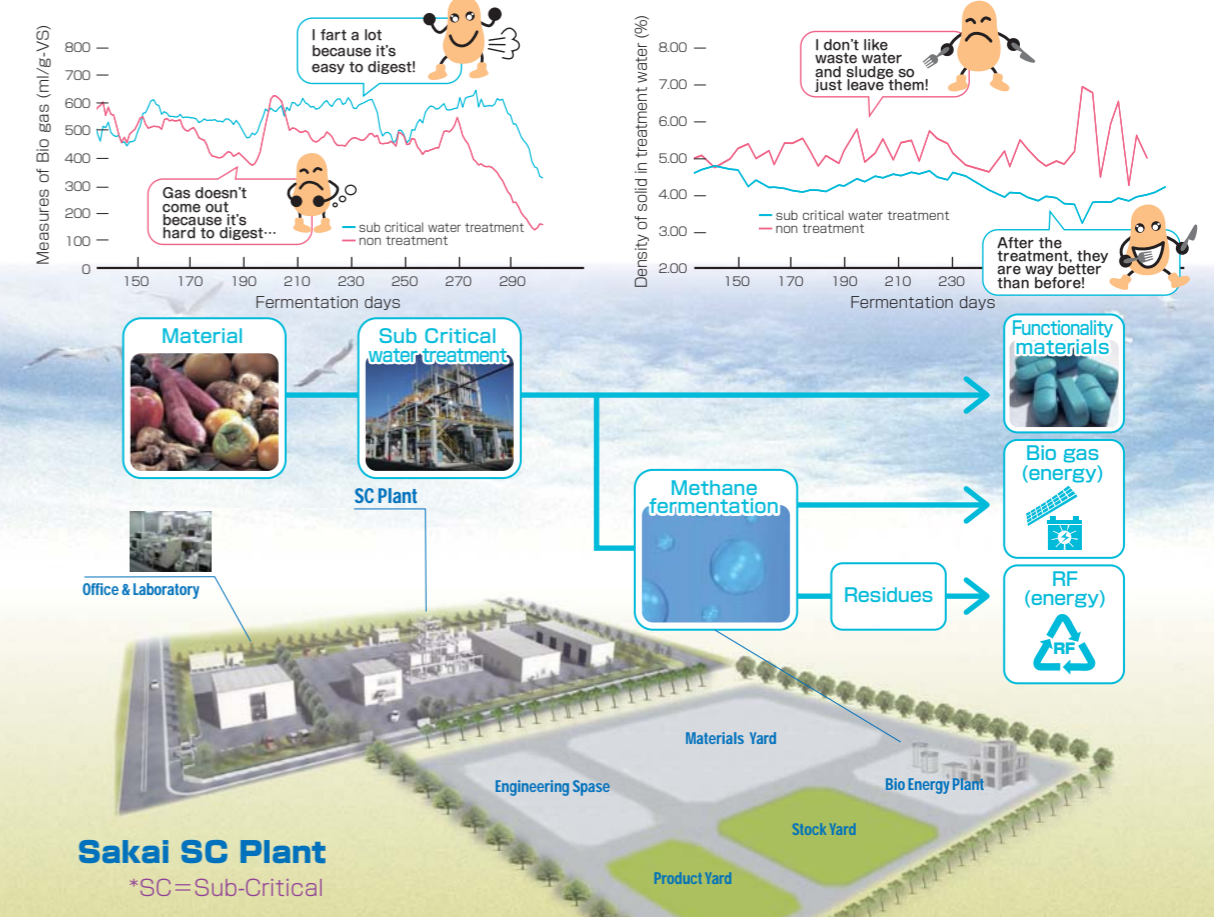 Measures of Bio gas (ml/g-VS)
800
700
600
500
400
300
200
100
0
150
170
190
210
230
250
270
290
Fermentation days
I fart a lot
because it's
easy to digest!
Gas doesn't
come out
because it's
hard to digest…
sub critical water treatment
non treatment
Density of solid in treatment water (%)
8.00
7.00
6.00
5.00
4.00
3.00
2.00
150
170
190
210
230
Fermentation days
I don't like
waste water
and sludge so
just leave them!
sub critical water treatment
non treatment
After the
treatment, they
are way better
than before!
Material
Sub Critical
water treatment
Functionality
materials
Bio gas
(energy)
Methane
fermentation
Residues
RF
(energy)
RF
SC Plant
Office & Laboratory
Materials Yard
Engineering Spase
Bio Energy Plant
Stock Yard
Product Yard
Sakai SC Plant
*SC=Sub-Critical